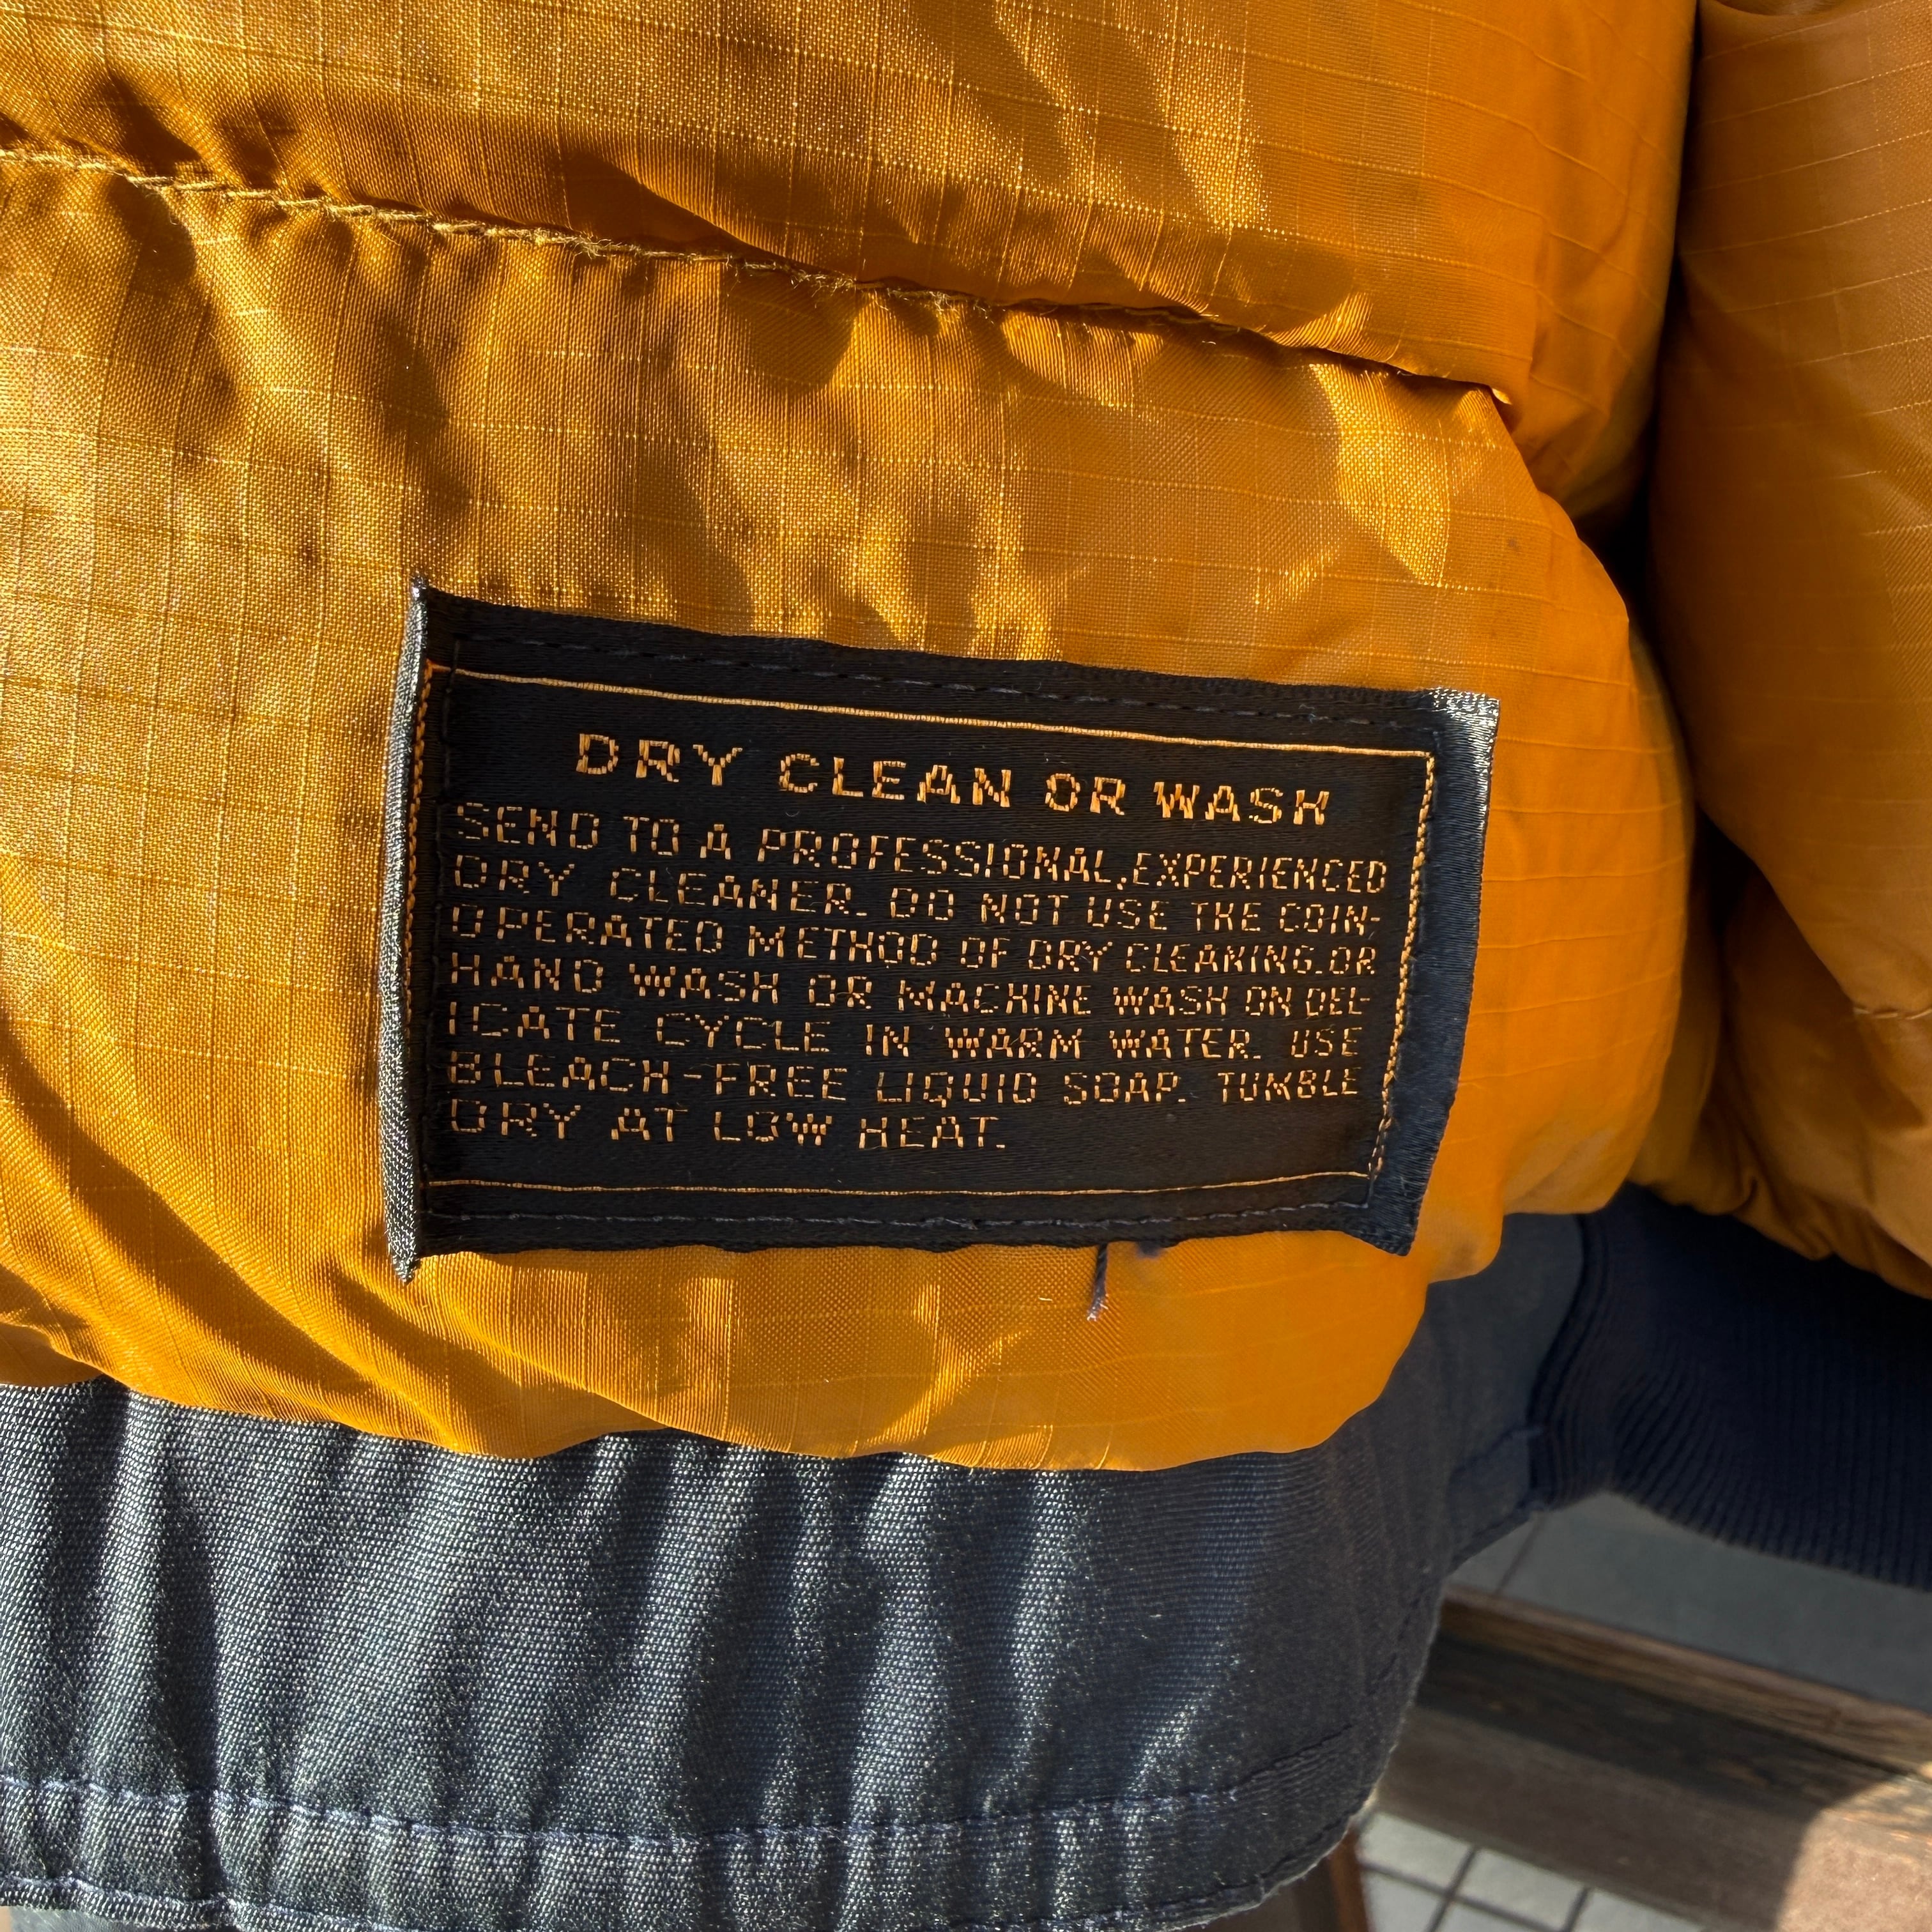 DRY CLEAN OR WASH
SEND TO A PROFESSIONAL, EXPERIENCED
DRY CLEANER. DO NOT USE THE COIN-
OPERATED METHOD OF DRY CLEANING. OR
HAND WASH OR MACHINE WASH ON DEL-
ICATE CYCLE IN WARM WATER. USE
BLEACH-FREE LIQUID SOAP. TUMBLE
DRY AT LOW HEAT.